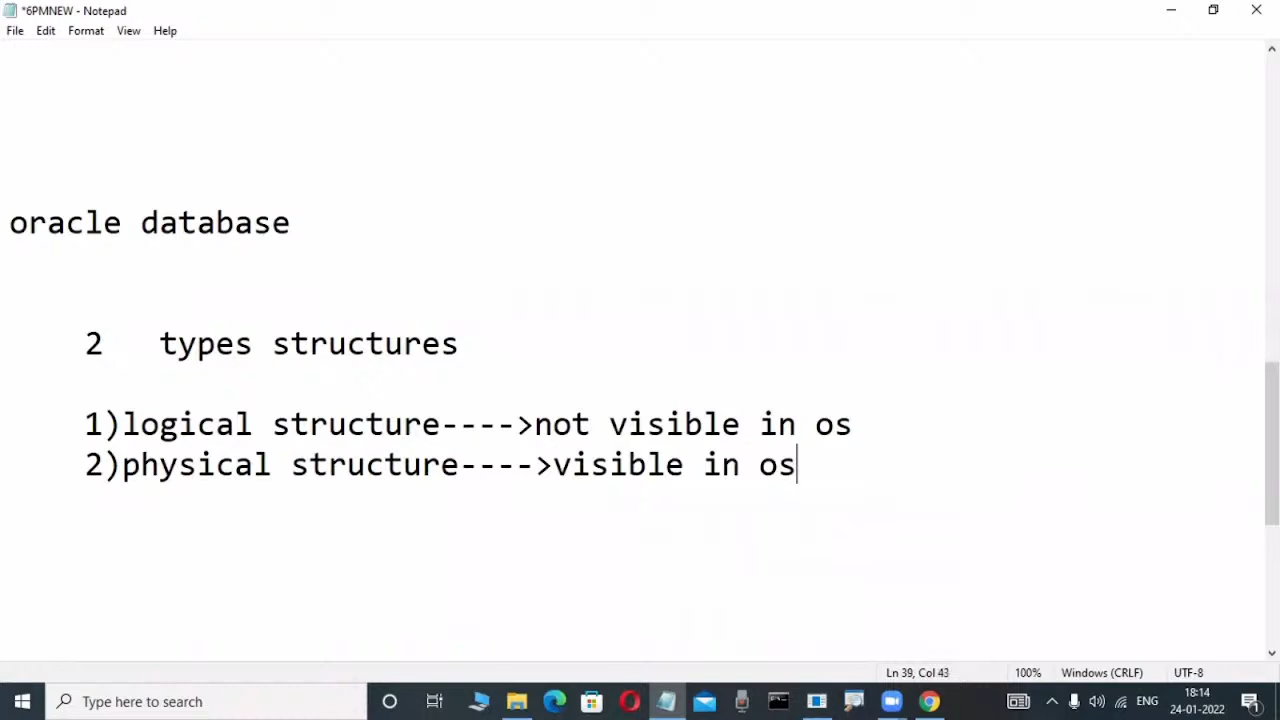 *6PMNEW - Notepad
File Edit Format View Help
oracle database
2   types structures
1)logical structure---->not visible in os
2)physical structure---->visible in os
Ln 39, Col 43 100% Windows (CRLF) UTF-8
Type here to search
ENG
18:14
24-01-2022
1